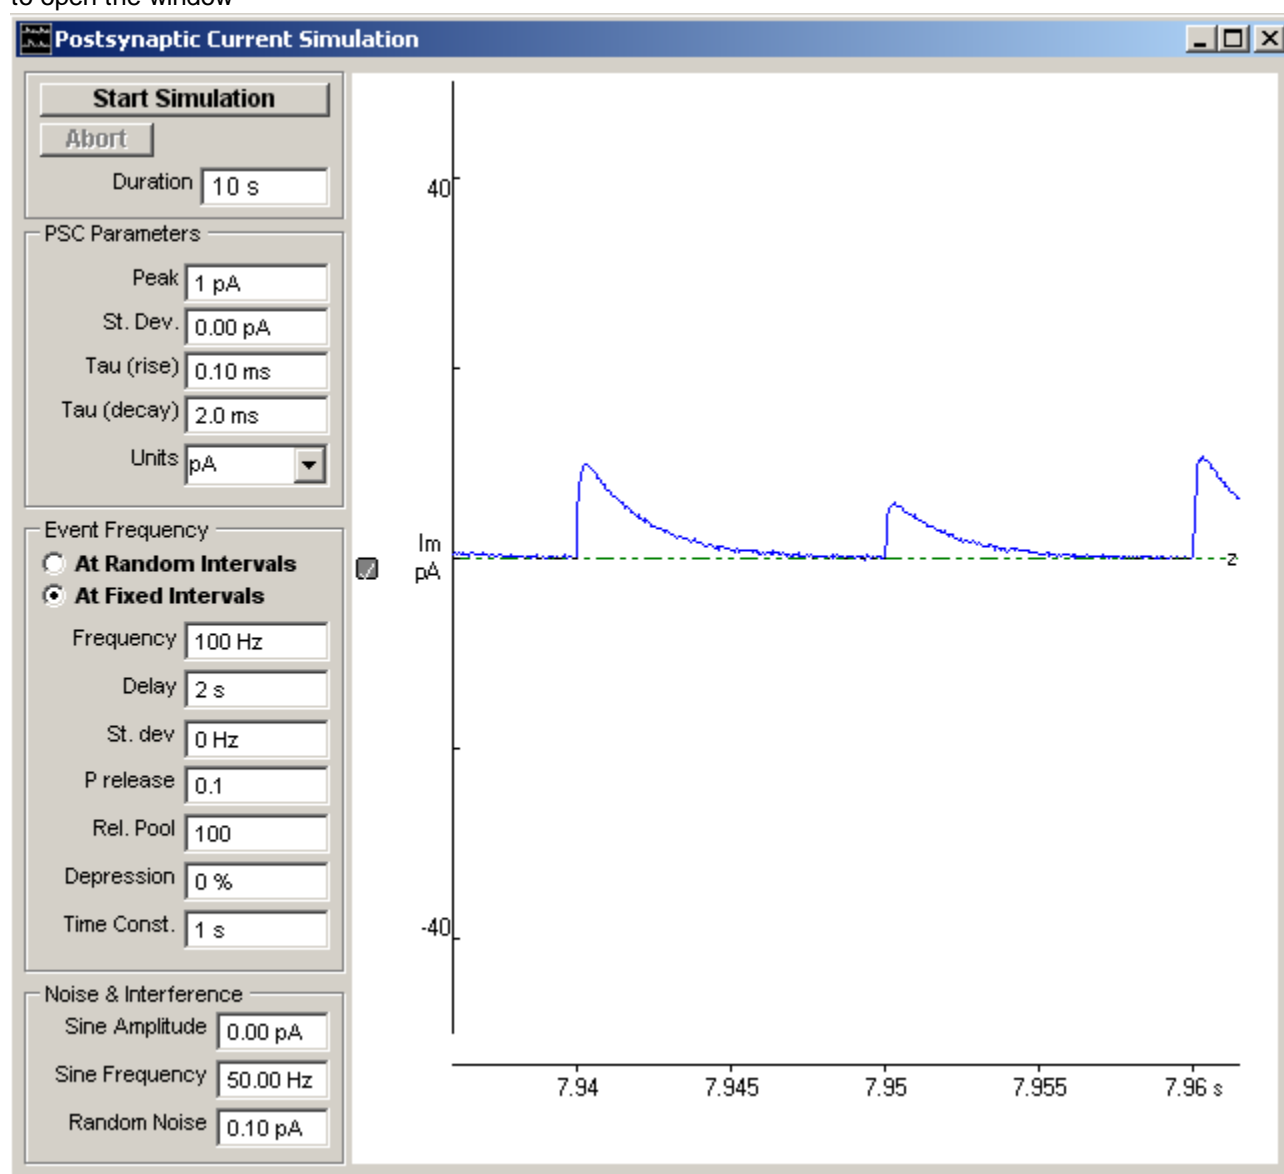 to open the window
Postsynaptic Current Simulation
Start Simulation
Abort
Duration 10 s
PSC Parameters
Peak 1 pA
St. Dev. 0.00 pA
Tau (rise) 0.10 ms
Tau (decay) 2.0 ms
Units pA
Event Frequency
At Random Intervals
At Fixed Intervals
Frequency 100 Hz
Delay 2 s
St. dev 0 Hz
P release 0.1
Rel. Pool 100
Depression 0 %
Time Const. 1 s
Noise & Interference
Sine Amplitude 0.00 pA
Sine Frequency 50.00 Hz
Random Noise 0.10 pA
40
Im
pA
z
-40
7.94 7.945 7.95 7.955 7.96 s